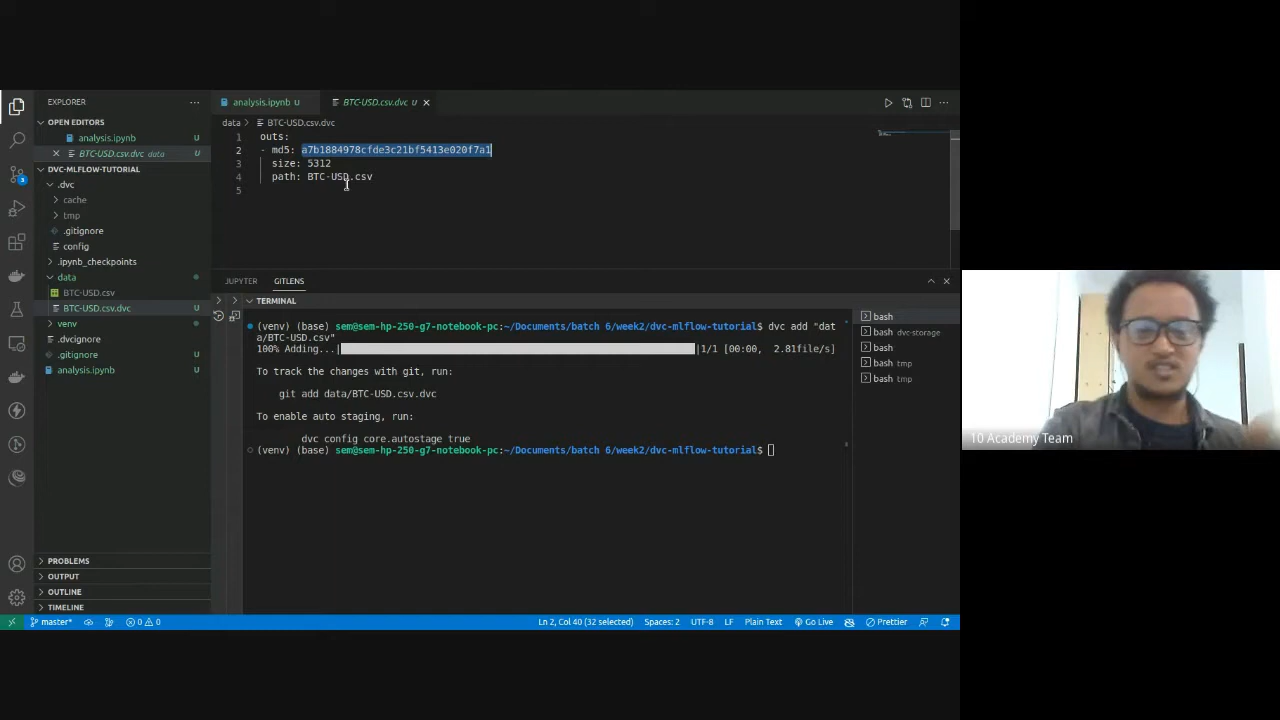 EXPLORER
OPEN EDITORS
analysis.ipynb U
BTC-USD.csv.dvc data U
DVC-MLFLOW-TUTORIAL
.dvc
cache
tmp
.gitignore
config
.ipynb_checkpoints
data
BTC-USD.csv
BTC-USD.csv.dvc U
venv
.dvcignore
.gitignore U
analysis.ipynb U
PROBLEMS
OUTPUT
OUTLINE
TIMELINE
3
analysis.ipynb U BTC-USD.csv.dvc U
data > BTC-USD.csv.dvc
1 outs:
2 - md5: a7b1884978cfde3c21bf5413e020f7a1
3 size: 5312
4 path: BTC-USD.csv
5
JUPYTER GITLENS
TERMINAL
(venv) (base) sem@sem-hp-250-g7-notebook-pc:~/Documents/batch 6/week2/dvc-mlflow-tutorial$ dvc add "dat
a/BTC-USD.csv"
100% Adding...| |1/1 [00:00, 2.81file/s]
To track the changes with git, run:
git add data/BTC-USD.csv.dvc
To enable auto staging, run:
dvc config core.autostage true
(venv) (base) sem@sem-hp-250-g7-notebook-pc:~/Documents/batch 6/week2/dvc-mlflow-tutorial$
bash
bash dvc-storage
bash
bash tmp
bash tmp
master* 0 0 Ln 2, Col 40 (32 selected) Spaces: 2 UTF-8 LF Plain Text Go Live Prettier
10 Academy Team